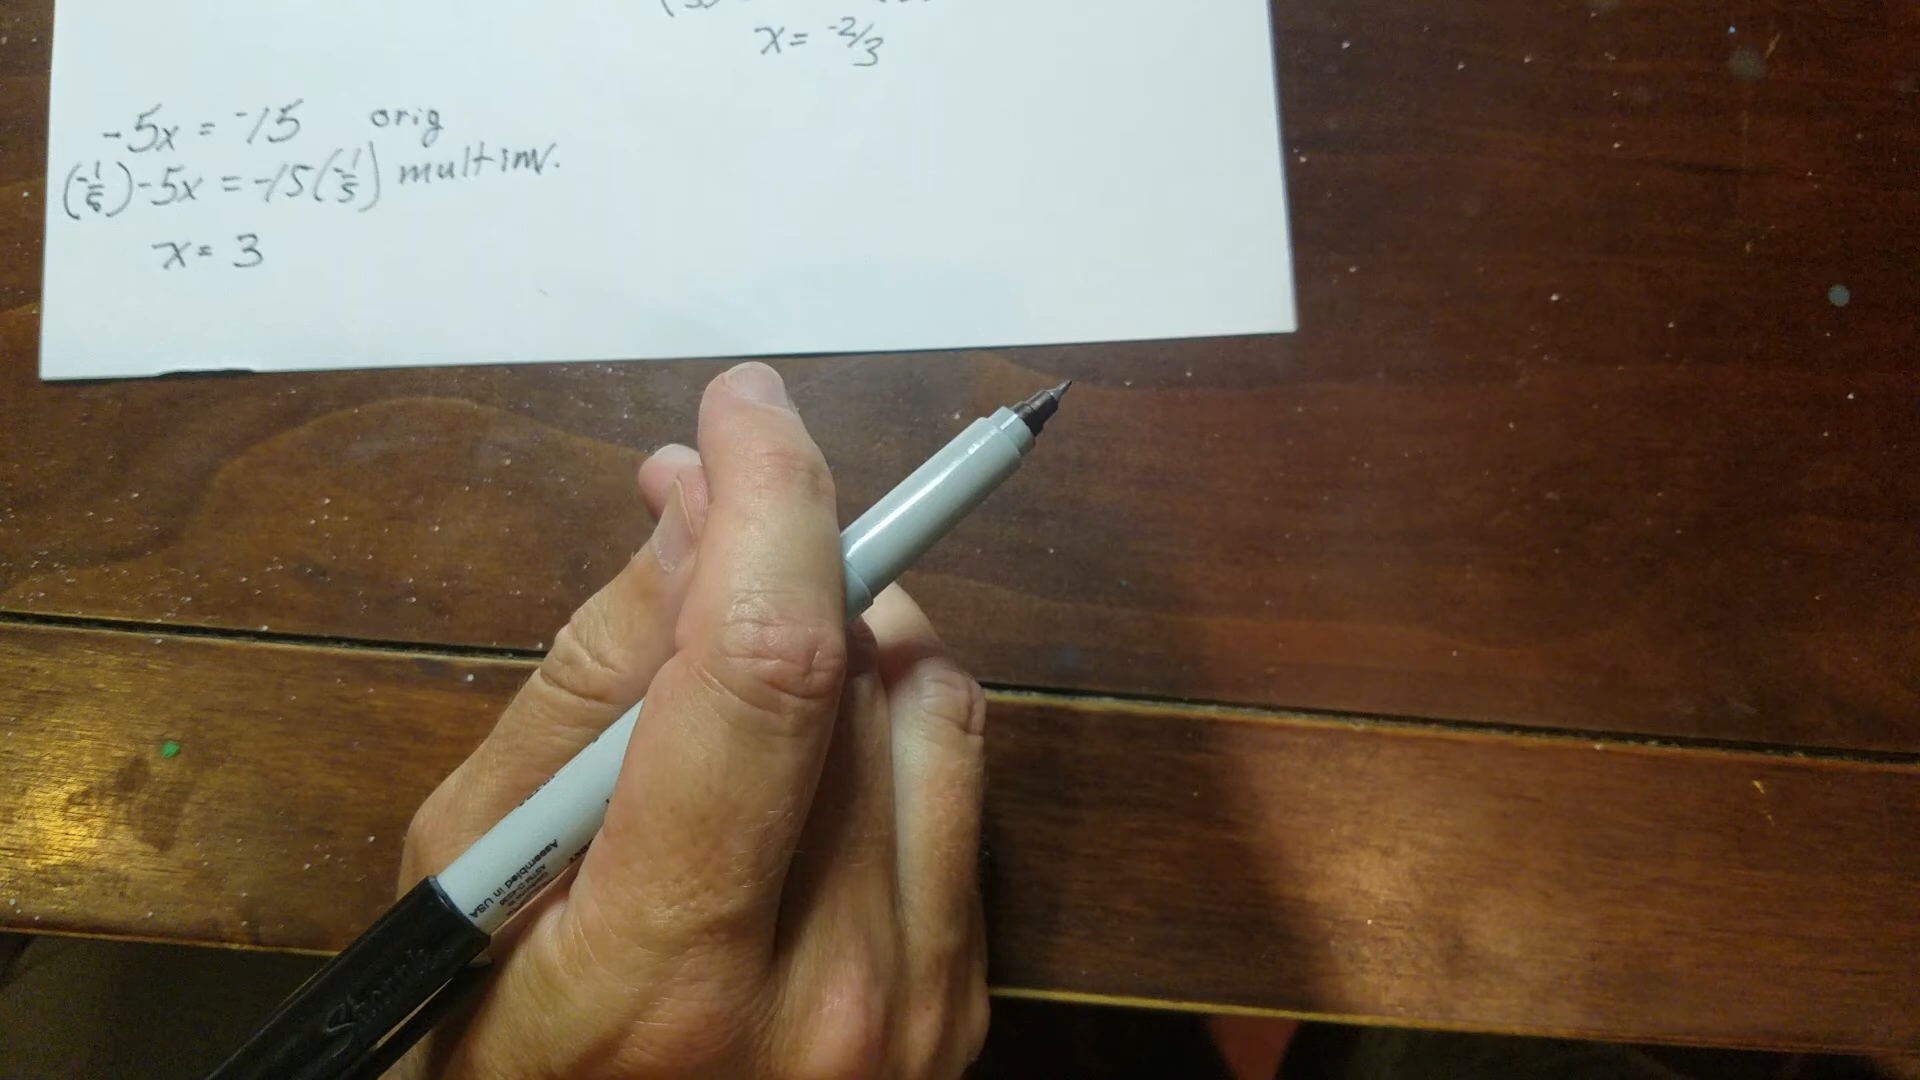 x = -2/3
-5x = -15 orig
(-1/5) -5x = -15 (-1/5) mult inv.
x = 3
Assembled in USA
Sharpie